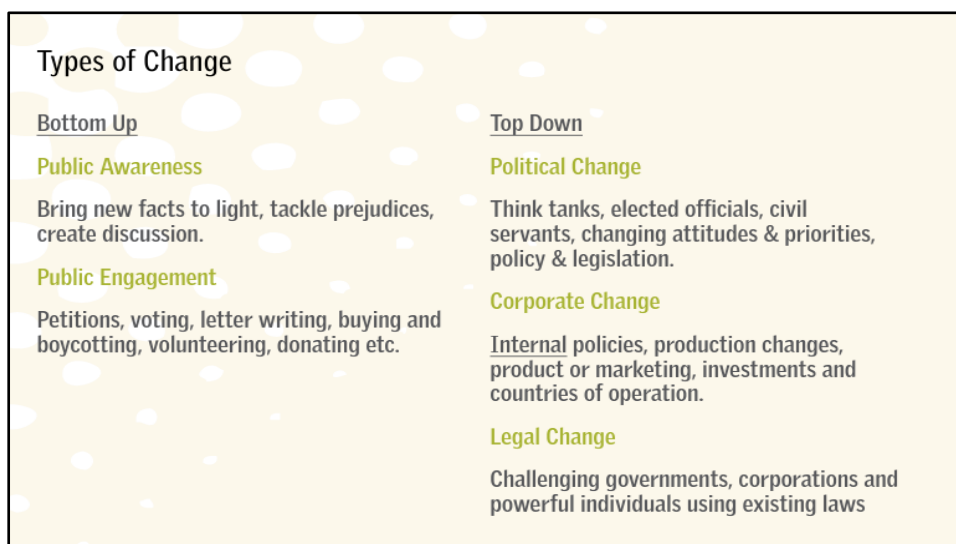 Types of Change
Bottom Up
Public Awareness
Bring new facts to light, tackle prejudices,
create discussion.
Public Engagement
Petitions, voting, letter writing, buying and
boycotting, volunteering, donating etc.
Top Down
Political Change
Think tanks, elected officials, civil
servants, changing attitudes & priorities,
policy & legislation.
Corporate Change
Internal policies, production changes,
product or marketing, investments and
countries of operation.
Legal Change
Challenging governments, corporations and
powerful individuals using existing laws